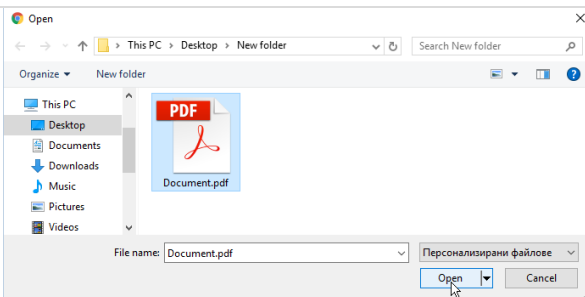 Open
This PC > Desktop > New folder
Search New folder
Organize
New folder
This PC
Desktop
Documents
Downloads
Music
Pictures
Videos
PDF
Document.pdf
File name: Document.pdf
Персонализирани файлове
Open
Cancel